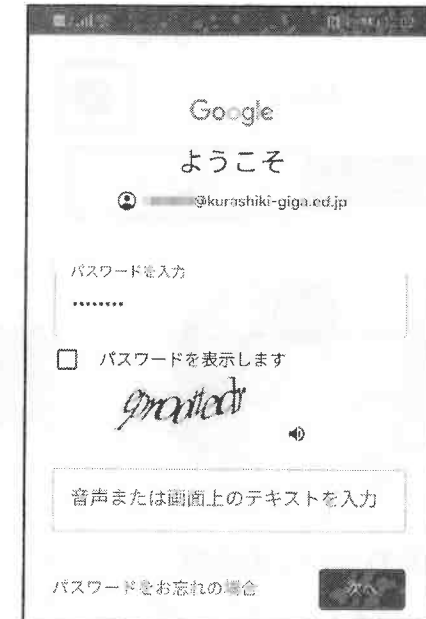 Google
ようこそ
@kurashiki-giga.ed.jp
パスワードを入力
パスワードを表示します
音声または画面上のテキストを入力
パスワードをお忘れの場合
次へ